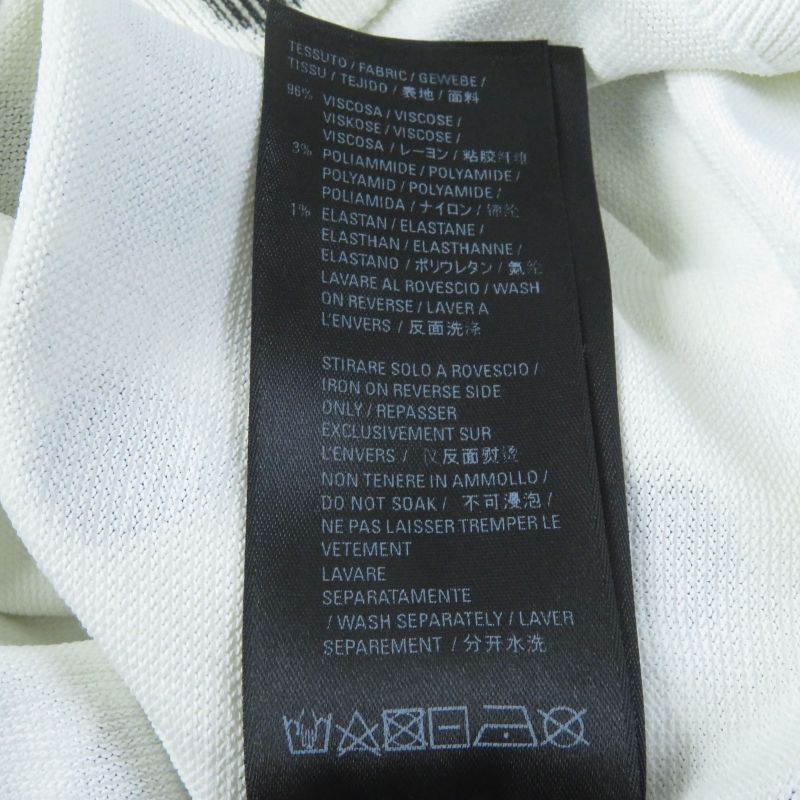 TESSUTO / FABRIC / GEWEBE /
TISSU / TEJIDO / 表地 / 面料
96% VISCOSA / VISCOSE /
VISKOSE / VISCOSE /
VISCOSA / レーヨン / 粘胶纤维
3% POLIAMMIDE / POLYAMIDE /
POLYAMID / POLYAMIDE /
POLIAMIDA / ナイロン / 锦纶
1% ELASTAN / ELASTANE /
ELASTHAN / ELASTHANNE /
ELASTANO / ポリウレタン / 氨纶
LAVARE AL ROVESCIO / WASH
ON REVERSE / LAVER A
L'ENVERS / 反面洗涤
STIRARE SOLO A ROVESCIO /
IRON ON REVERSE SIDE
ONLY / REPASSER
EXCLUSIVEMENT SUR
L'ENVERS / 仅反面熨烫
NON TENERE IN AMMOLLO /
DO NOT SOAK / 不可浸泡 /
NE PAS LAISSER TREMPER LE
VETEMENT
LAVARE
SEPARATAMENTE
/ WASH SEPARATELY / LAVER
SEPAREMENT / 分开水洗